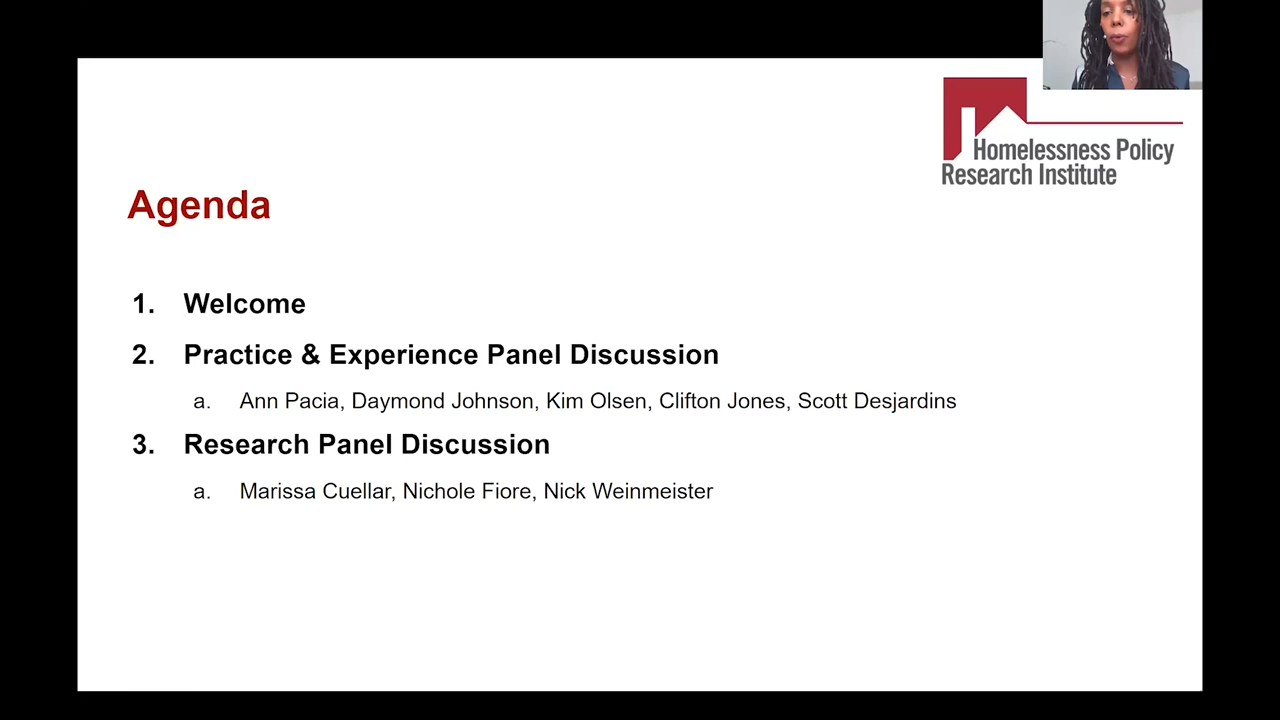 Homelessness Policy
Research Institute
Agenda
1. Welcome
2. Practice & Experience Panel Discussion
a. Ann Pacia, Daymond Johnson, Kim Olsen, Clifton Jones, Scott Desjardins
3. Research Panel Discussion
a. Marissa Cuellar, Nichole Fiore, Nick Weinmeister